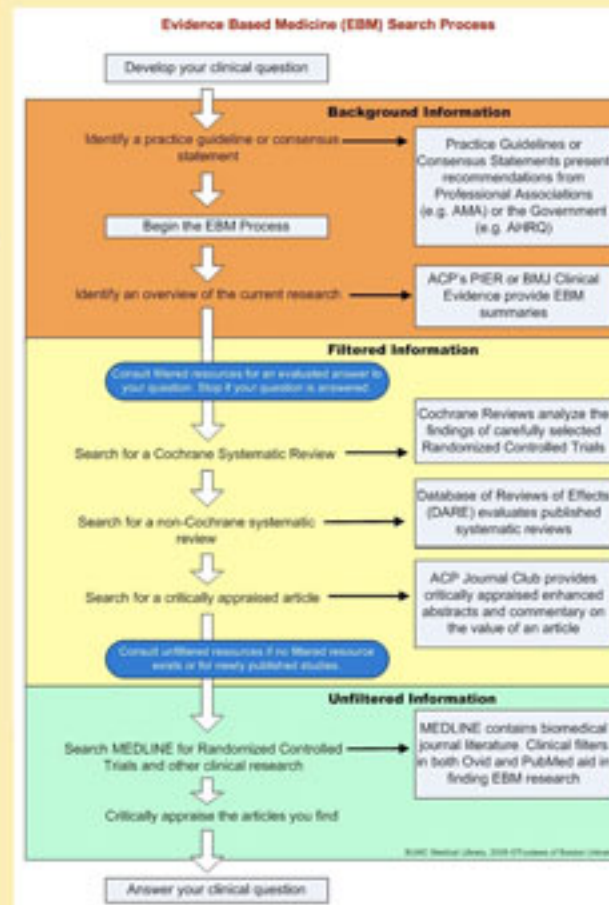 Evidence Based Medicine (EBM) Search Process
Develop your clinical question
Background Information
Identify a practice guideline or consensus
statement
Practice Guidelines or
Consensus Statements present
recommendations from
Professional Associations
(e.g. AMA) or the Government
(e.g. AHRQ)
Begin the EBM Process
Identify an overview of the current research
ACP's PIER or BMJ Clinical
Evidence provide EBM
summaries
Filtered Information
Consult filtered resources for an evaluated answer to
your question. Stop if your question is answered.
Search for a Cochrane Systematic Review
Cochrane Reviews analyze the
findings of carefully selected
Randomized Controlled Trials
Search for a non-Cochrane systematic
review
Database of Reviews of Effects
(DARE) evaluates published
systematic reviews
Search for a critically appraised article
ACP Journal Club provides
critically appraised enhanced
abstracts and commentary on
the value of an article
Consult unfiltered resources if no filtered resource
exists or for newly published studies.
Unfiltered Information
Search MEDLINE for Randomized Controlled
Trials and other clinical research
MEDLINE contains biomedical
journal literature. Clinical filters
in both Ovid and PubMed aid in
finding EBM research
Critically appraise the articles you find
Medical Library, of Boston
Answer your clinical question